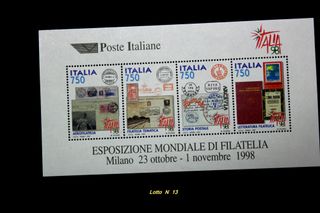 Poste Italiane
ITALIA 98
ITALIA 750
ITALIA 750
ITALIA 750
ITALIA 750
AEROFILATELIA
FILATELIA TEMATICA
STORIA POSTALE
LETTERATURA FILATELICA
ESPOSIZIONE MONDIALE DI FILATELIA
Milano 23 ottobre - 1 novembre 1998
Lotto N 13